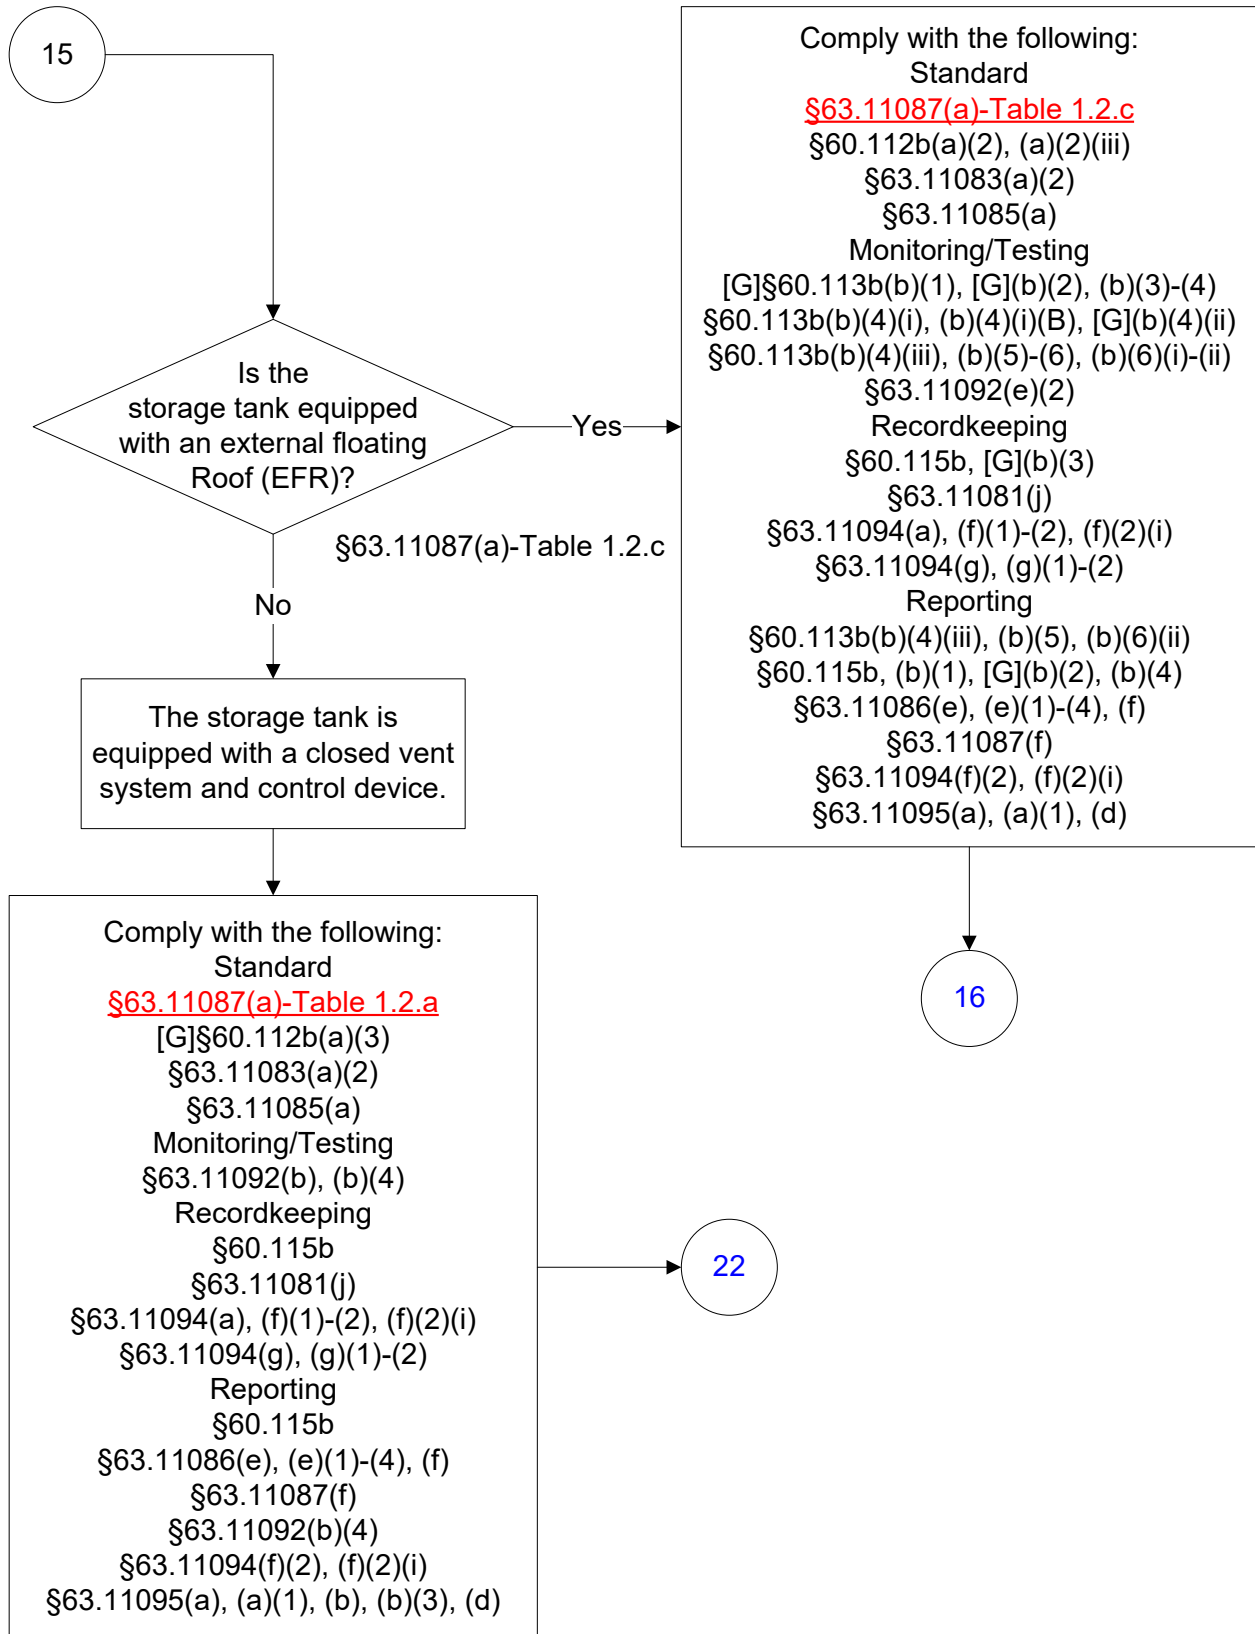 15
Is the
storage tank equipped
with an external floating
Roof (EFR)?
Yes
§63.11087(a)-Table 1.2.c
No
The storage tank is
equipped with a closed vent
system and control device.
Comply with the following:
Standard
§63.11087(a)-Table 1.2.c
§60.112b(a)(2), (a)(2)(iii)
§63.11083(a)(2)
§63.11085(a)
Monitoring/Testing
[G]§60.113b(b)(1), [G](b)(2), (b)(3)-(4)
§60.113b(b)(4)(i), (b)(4)(i)(B), [G](b)(4)(ii)
§60.113b(b)(4)(iii), (b)(5)-(6), (b)(6)(i)-(ii)
§63.11092(e)(2)
Recordkeeping
§60.115b, [G](b)(3)
§63.11081(j)
§63.11094(a), (f)(1)-(2), (f)(2)(i)
§63.11094(g), (g)(1)-(2)
Reporting
§60.113b(b)(4)(iii), (b)(5), (b)(6)(ii)
§60.115b, (b)(1), [G](b)(2), (b)(4)
§63.11086(e), (e)(1)-(4), (f)
§63.11087(f)
§63.11094(f)(2), (f)(2)(i)
§63.11095(a), (a)(1), (d)
16
Comply with the following:
Standard
§63.11087(a)-Table 1.2.a
[G]§60.112b(a)(3)
§63.11083(a)(2)
§63.11085(a)
Monitoring/Testing
§63.11092(b), (b)(4)
Recordkeeping
§60.115b
§63.11081(j)
§63.11094(a), (f)(1)-(2), (f)(2)(i)
§63.11094(g), (g)(1)-(2)
Reporting
§60.115b
§63.11086(e), (e)(1)-(4), (f)
§63.11087(f)
§63.11092(b)(4)
§63.11094(f)(2), (f)(2)(i)
§63.11095(a), (a)(1), (b), (b)(3), (d)
22